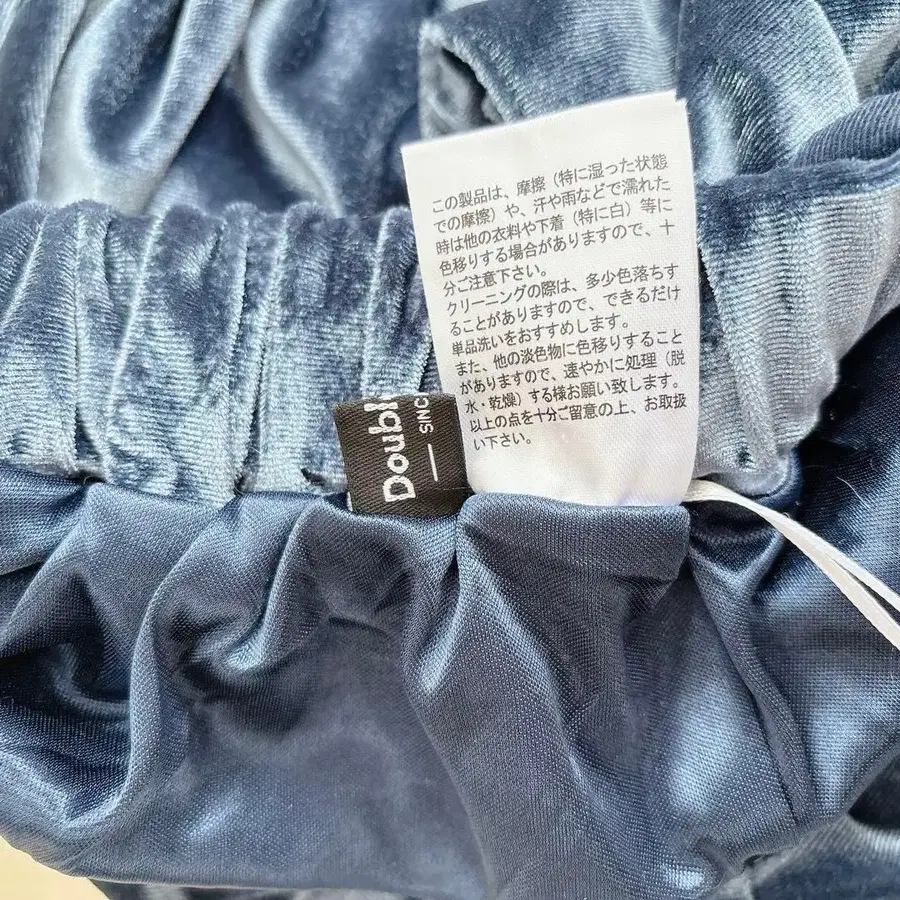 この製品は、摩擦（特に湿った状態
での摩擦）や、汗や雨などで濡れた
時は他の衣料や下着（特に白）等に
色移りする場合がありますので、十
分ご注意下さい。
クリーニングの際は、多少色落ちす
ることがありますので、できるだけ
単品洗いをおすすめします。
また、他の淡色物に色移りすること
がありますので、速やかに処理（脱
水・乾燥）する様お願い致します。
以上の点を十分ご留意の上、お取扱
い下さい。
Doubl
SINC